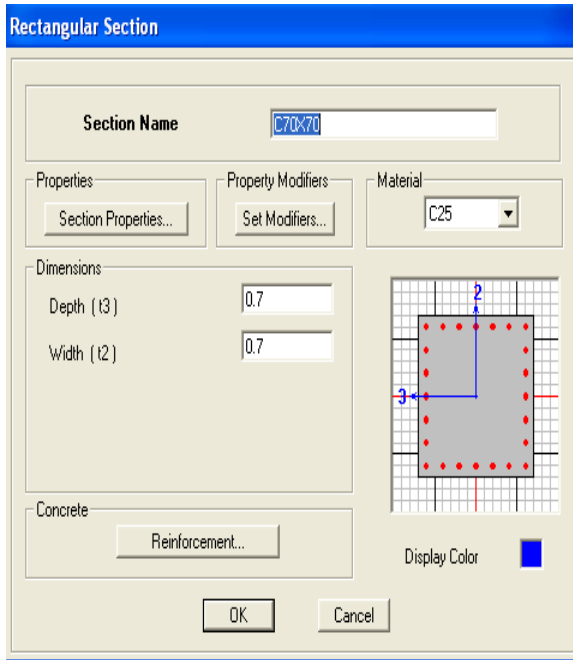 Rectangular Section
Section Name C70X70
Properties Property Modifiers Material
Section Properties... Set Modifiers... C25
Dimensions
Depth ( t3 ) 0.7
Width ( t2 ) 0.7
2
3
Concrete
Reinforcement...
Display Color
OK Cancel